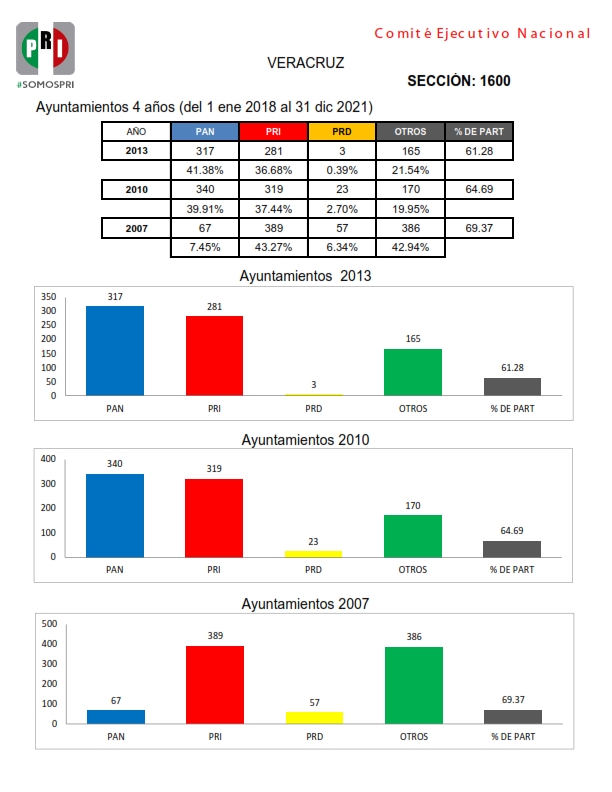 Comité Ejecutivo Nacional
PRI
#SOMOSPRI
VERACRUZ
SECCIÓN: 1600
Ayuntamientos 4 años (del 1 ene 2018 al 31 dic 2021)
AÑO PAN PRI PRD OTROS % DE PART
2013 317 281 3 165 61.28
41.38% 36.68% 0.39% 21.54%
2010 340 319 23 170 64.69
39.91% 37.44% 2.70% 19.95%
2007 67 389 57 386 69.37
7.45% 43.27% 6.34% 42.94%
Ayuntamientos 2013
350
300
250
200
150
100
50
0
317 281 3 165 61.28
PAN PRI PRD OTROS % DE PART
Ayuntamientos 2010
400
300
200
100
0
340 319 23 170 64.69
PAN PRI PRD OTROS % DE PART
Ayuntamientos 2007
500
400
300
200
100
0
67 389 57 386 69.37
PAN PRI PRD OTROS % DE PART